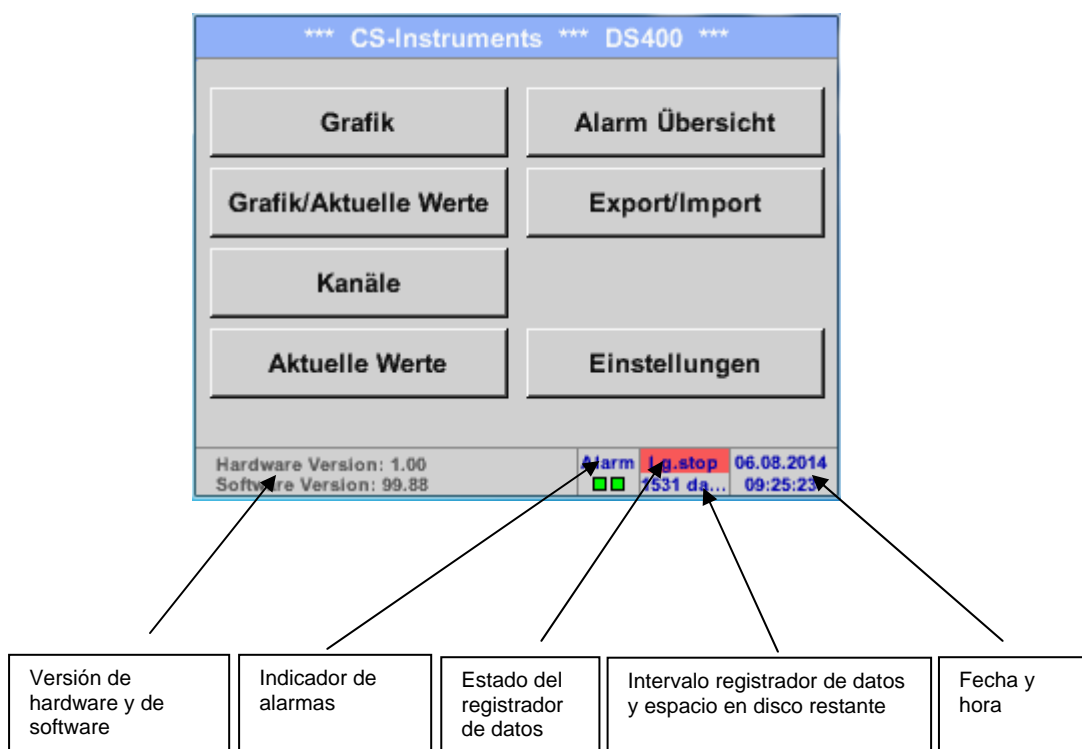 *** CS-Instruments *** DS400 ***
Grafik
Alarm Übersicht
Grafik/Aktuelle Werte
Export/Import
Kanäle
Aktuelle Werte
Einstellungen
Hardware Version: 1.00
Software Version: 99.88
Alarm
Lg.stop
1531 da...
06.08.2014
09:25:23
Versión de
hardware y de
software
Indicador de
alarmas
Estado del
registrador
de datos
Intervalo registrador de datos
y espacio en disco restante
Fecha y
hora